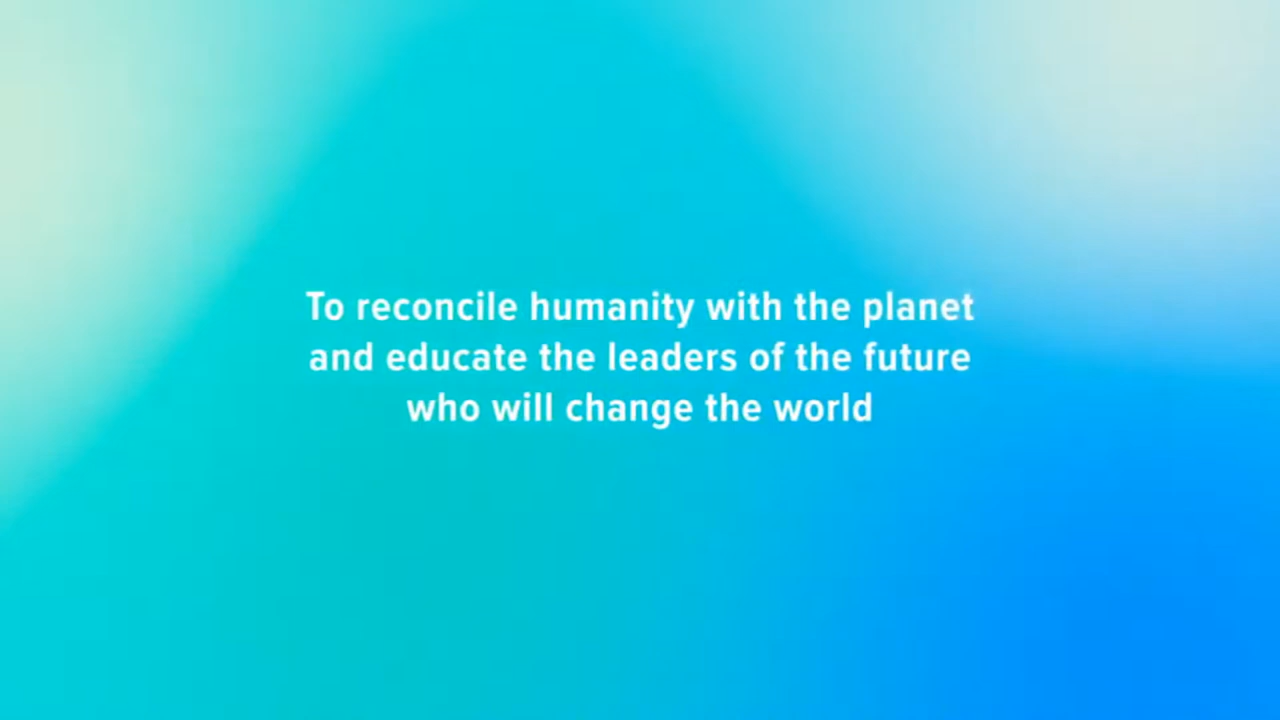 To reconcile humanity with the planet
and educate the leaders of the future
who will change the world